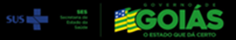 SUS
SES
Secretaria de
Estado da
Saúde
GOVERNO DE
GOIÁS
O ESTADO QUE DÁ CERTO